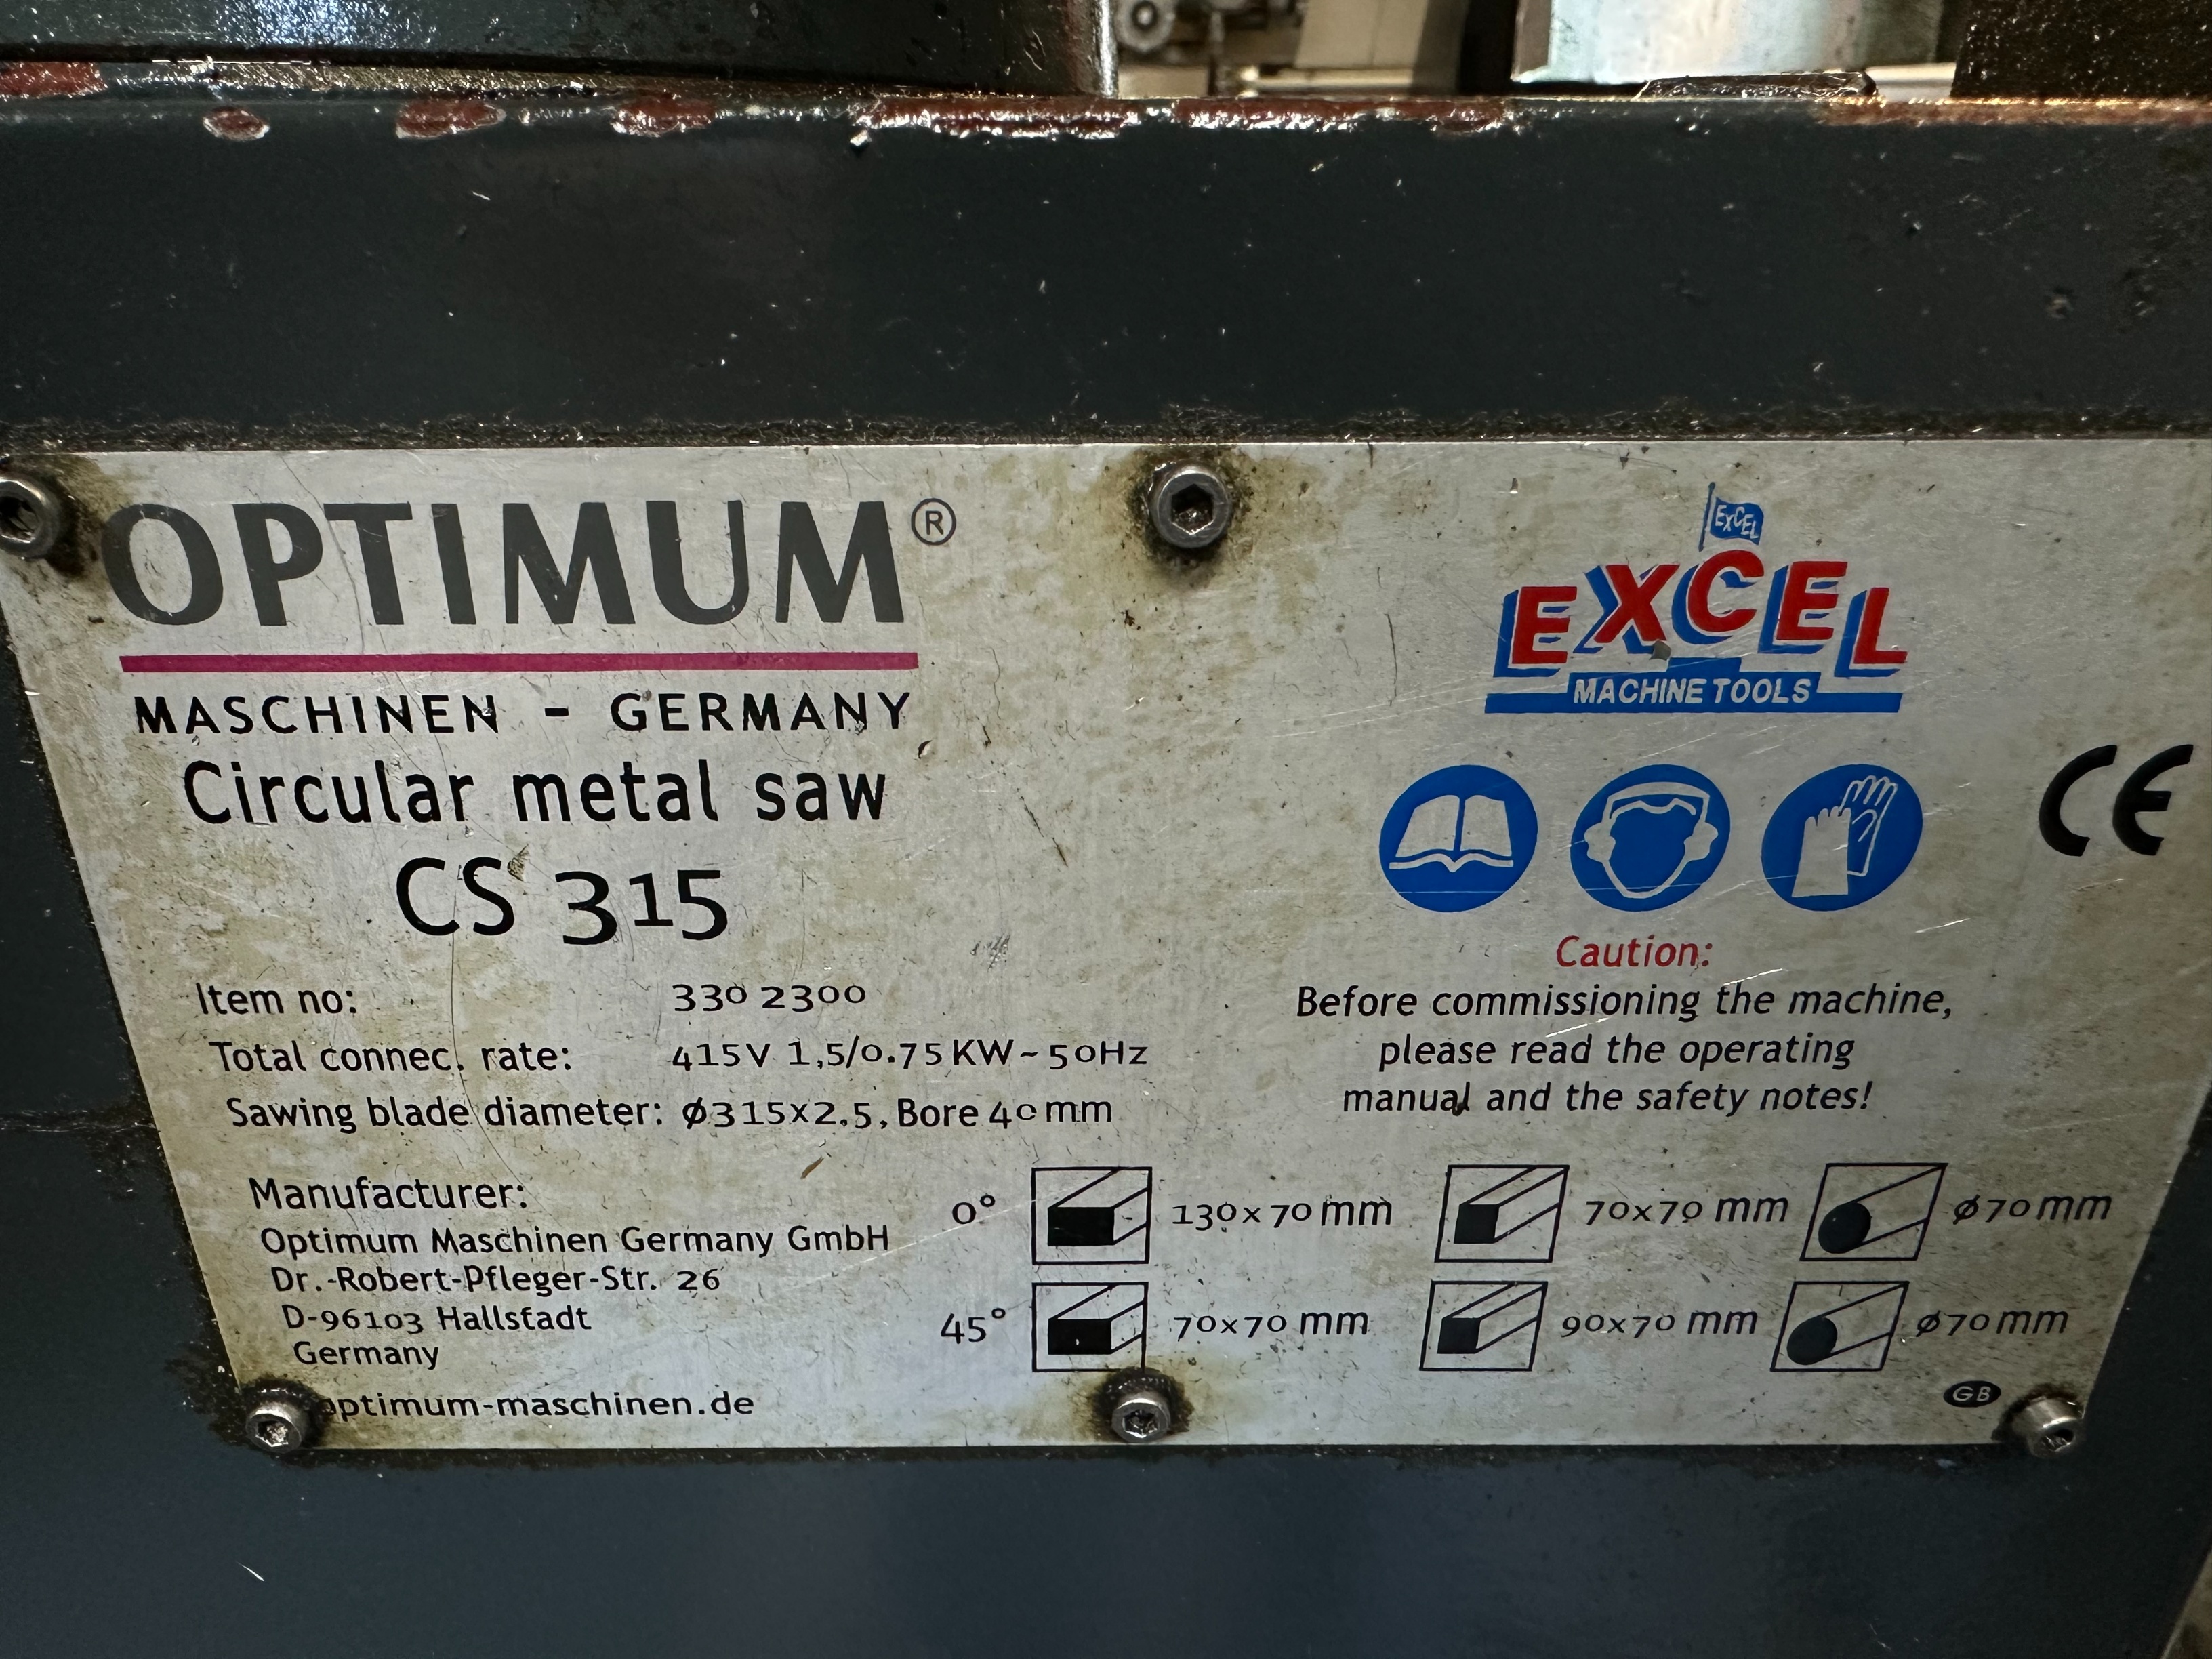 OPTIMUM®
MASCHINEN - GERMANY
Circular metal saw
CS 315
Item no: 330 2300
Total connec. rate: 415V 1,5/0.75 KW ~ 50Hz
Sawing blade diameter: Ø315x2.5, Bore 40 mm
Manufacturer:
Optimum Maschinen Germany GmbH
Dr.-Robert-Pfleger-Str. 26
D-96103 Hallstadt
Germany
optimum-maschinen.de
EXCEL
EXCEL
MACHINE TOOLS
CE
Caution:
Before commissioning the machine,
please read the operating
manual and the safety notes!
0° 130x70 mm 70x70 mm Ø70 mm
45° 70x70 mm 90x70 mm Ø70 mm
GB